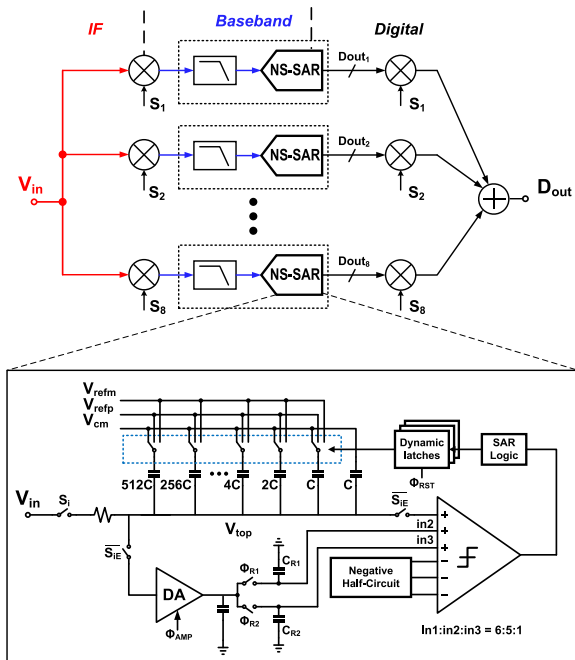 IF
Baseband
Digital
NS-SAR
Dout1
S1
S1
NS-SAR
Dout2
S2
S2
Vin
Dout
NS-SAR
Dout8
S8
S8
Vrefm
Vrefp
Vcm
Dynamic latches
SAR Logic
ΦRST
512C 256C 4C 2C C C
Vin
Si
Vtop
SiE
in2
in3
SiE
ΦR1
CR1
DA
ΦR2
CR2
ΦAMP
Negative Half-Circuit
In1:in2:in3 = 6:5:1